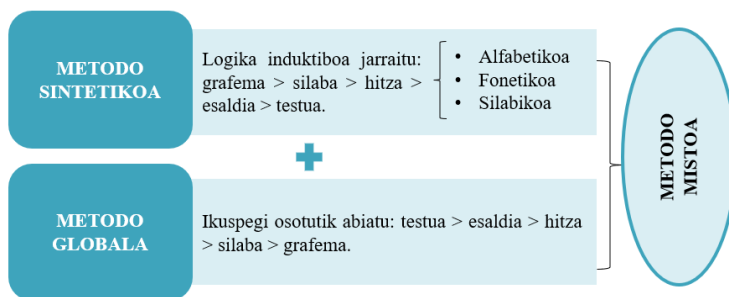 METODO
SINTETIKOA
Logika induktiboa jarraitu:
grafema > silaba > hitza >
esaldia > testua.
• Alfabetikoa
• Fonetikoa
• Silabikoa
+
METODO
GLOBALA
Ikuspegi osotutik abiatu: testua > esaldia > hitza
> silaba > grafema.
METODO
MISTOA